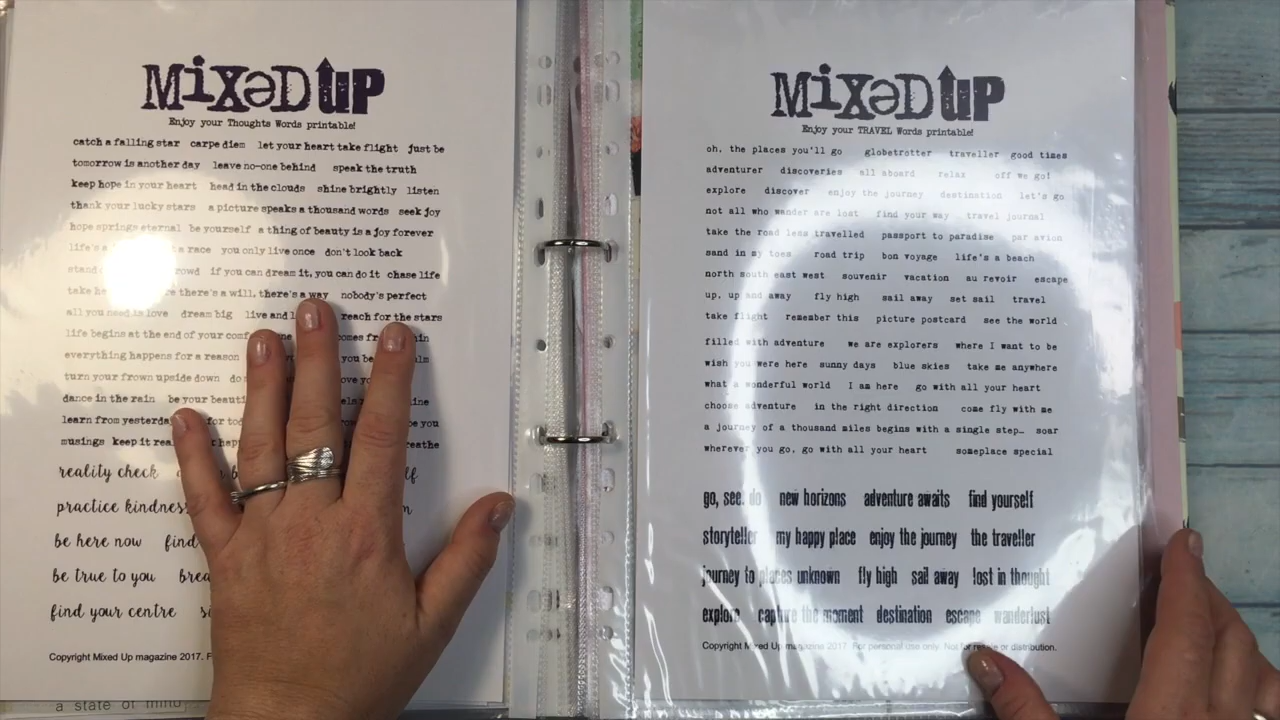 MixeD UP
Enjoy your Thoughts Words printable!
catch a falling star carpe diem let your heart take flight just be
tomorrow is another day leave no-one behind speak the truth
keep hope in your heart head in the clouds shine brightly listen
thank your lucky stars a picture speaks a thousand words seek joy
hope springs eternal be yourself a thing of beauty is a joy forever
life's a race you only live once don't look back
stand if you can dream it, you can do it chase life
take there's a will, there's a way nobody's perfect
all you need is love dream big live and reach for the stars
life begins at the end of your
everything happens for a reason you
turn your frown upside down
dance in the rain be your
learn from for
musings keep it
reality check
practice kindness
be here now find
be true to you
find your centre
Copyright Mixed Up magazine 2017.
a state of mind
MixeD UP
Enjoy your TRAVEL Words printable!
oh, the places you'll go globetrotter traveller good times
adventurer discoveries all aboard relax off we go!
explore discover enjoy the journey destination let's go
not all who wander are lost find your way travel journal
take the road less travelled passport to paradise par avion
sand in my toes road trip bon voyage life's a beach
north south east west souvenir vacation au revoir escape
up, up and away fly high sail away set sail travel
take flight remember this picture postcard see the world
filled with adventure we are explorers where I want to be
wish you were here sunny days blue skies take me anywhere
what a wonderful world I am here go with all your heart
choose adventure in the right direction come fly with me
a journey of a thousand miles begins with a single step… soar
wherever you go, go with all your heart someplace special
go, see, do new horizons adventure awaits find yourself
storyteller my happy place enjoy the journey the traveller
journey to places unknown fly high sail away lost in thought
explore capture the moment destination escape wanderlust
Copyright Mixed Up magazine 2017. For personal use only. Not for resale or distribution.